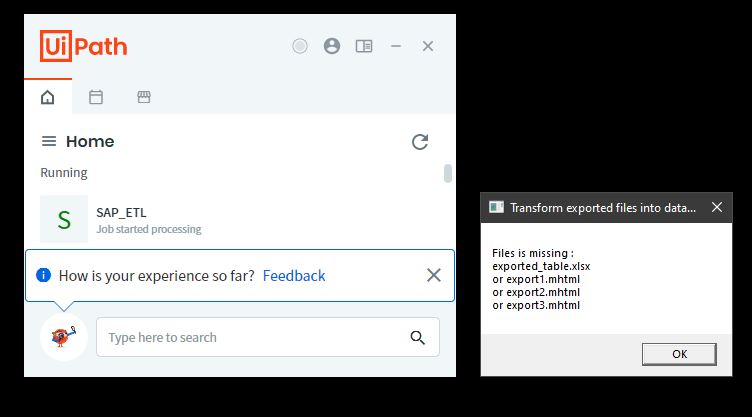 UiPath
Home
Running
S
SAP_ETL
Job started processing
How is your experience so far? Feedback
Type here to search
Transform exported files into data...
Files is missing :
exported_table.xlsx
or export1.mhtml
or export2.mhtml
or export3.mhtml
OK